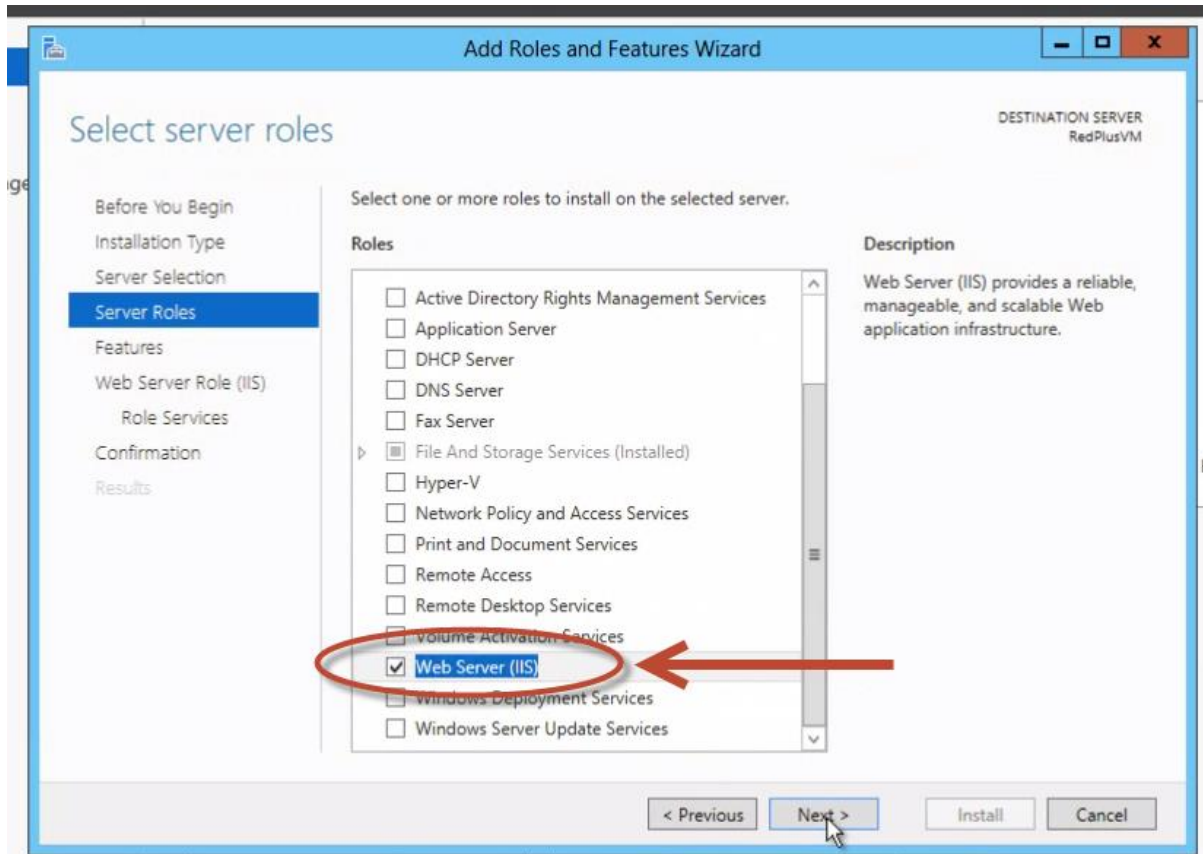 Add Roles and Features Wizard
Select server roles
DESTINATION SERVER
RedPlusVM
Before You Begin
Installation Type
Server Selection
Server Roles
Features
Web Server Role (IIS)
Role Services
Confirmation
Results
Select one or more roles to install on the selected server.
Roles
Active Directory Rights Management Services
Application Server
DHCP Server
DNS Server
Fax Server
File And Storage Services (Installed)
Hyper-V
Network Policy and Access Services
Print and Document Services
Remote Access
Remote Desktop Services
Volume Activation Services
Web Server (IIS)
Windows Deployment Services
Windows Server Update Services
Description
Web Server (IIS) provides a reliable,
manageable, and scalable Web
application infrastructure.
< Previous
Next >
Install
Cancel